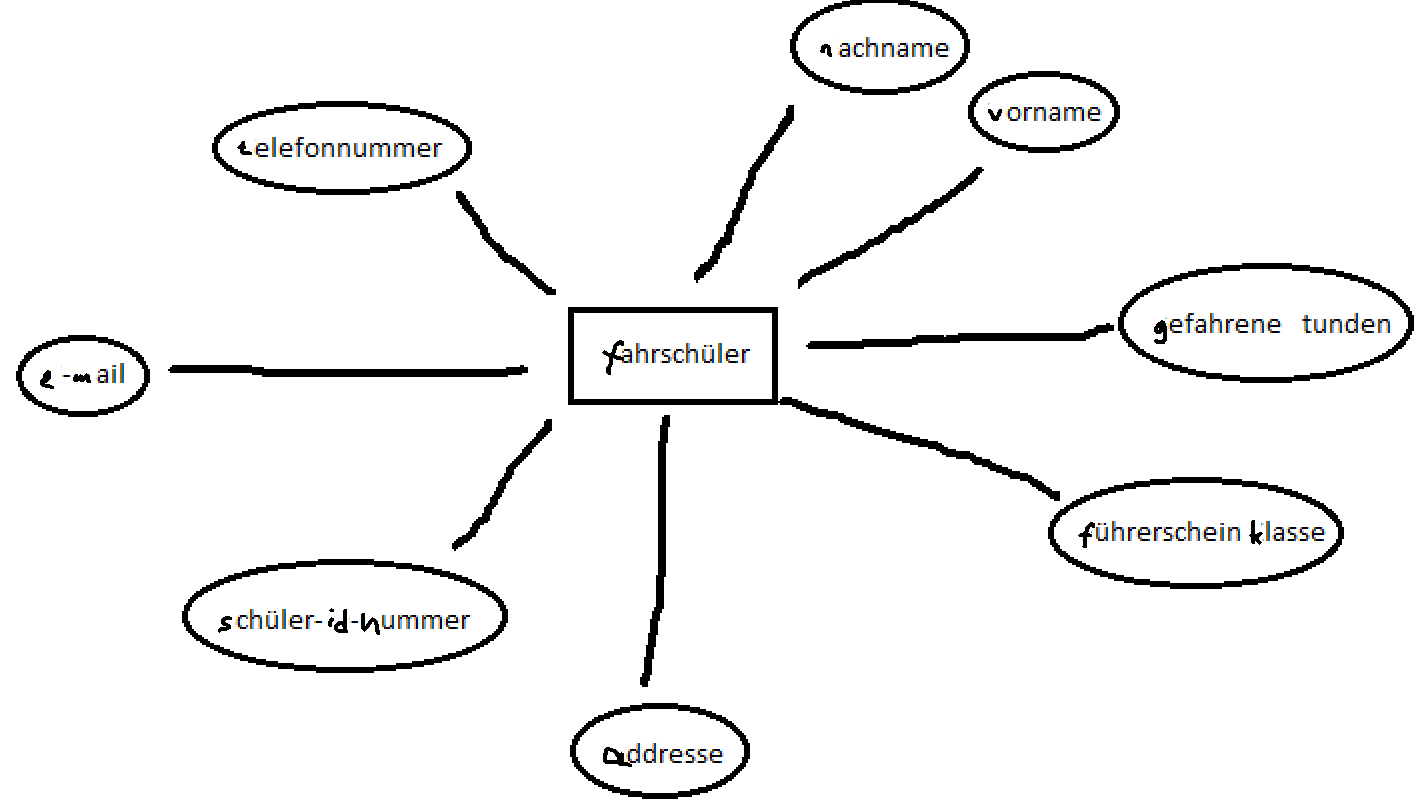 nachname
vorname
telefonnummer
gefahrene tunden
fahrschüler
e-mail
führerschein klasse
schüler-id-nummer
addresse